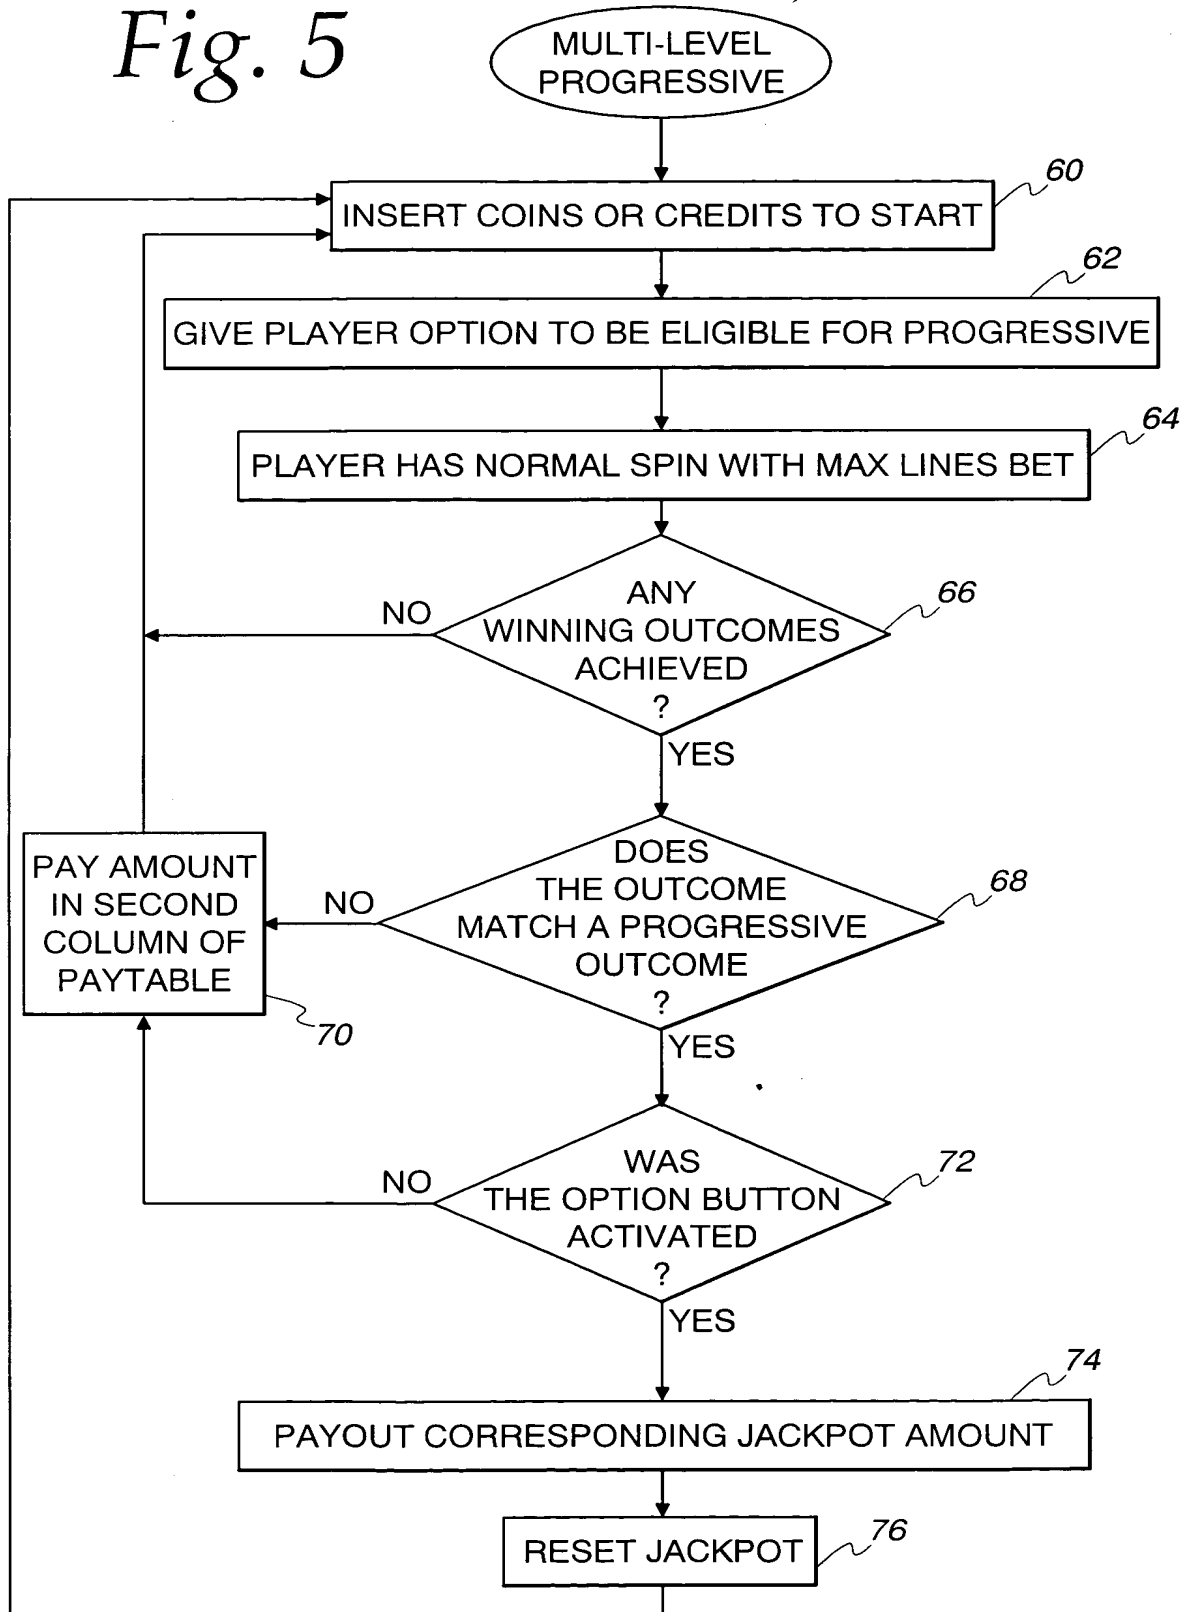 Fig. 5
MULTI-LEVEL
PROGRESSIVE
60
INSERT COINS OR CREDITS TO START
62
GIVE PLAYER OPTION TO BE ELIGIBLE FOR PROGRESSIVE
64
PLAYER HAS NORMAL SPIN WITH MAX LINES BET
66
ANY
WINNING OUTCOMES
ACHIEVED
?
NO
YES
68
DOES
THE OUTCOME
MATCH A PROGRESSIVE
OUTCOME
?
NO
YES
PAY AMOUNT
IN SECOND
COLUMN OF
PAYTABLE
70
72
WAS
THE OPTION BUTTON
ACTIVATED
?
NO
YES
74
PAYOUT CORRESPONDING JACKPOT AMOUNT
76
RESET JACKPOT